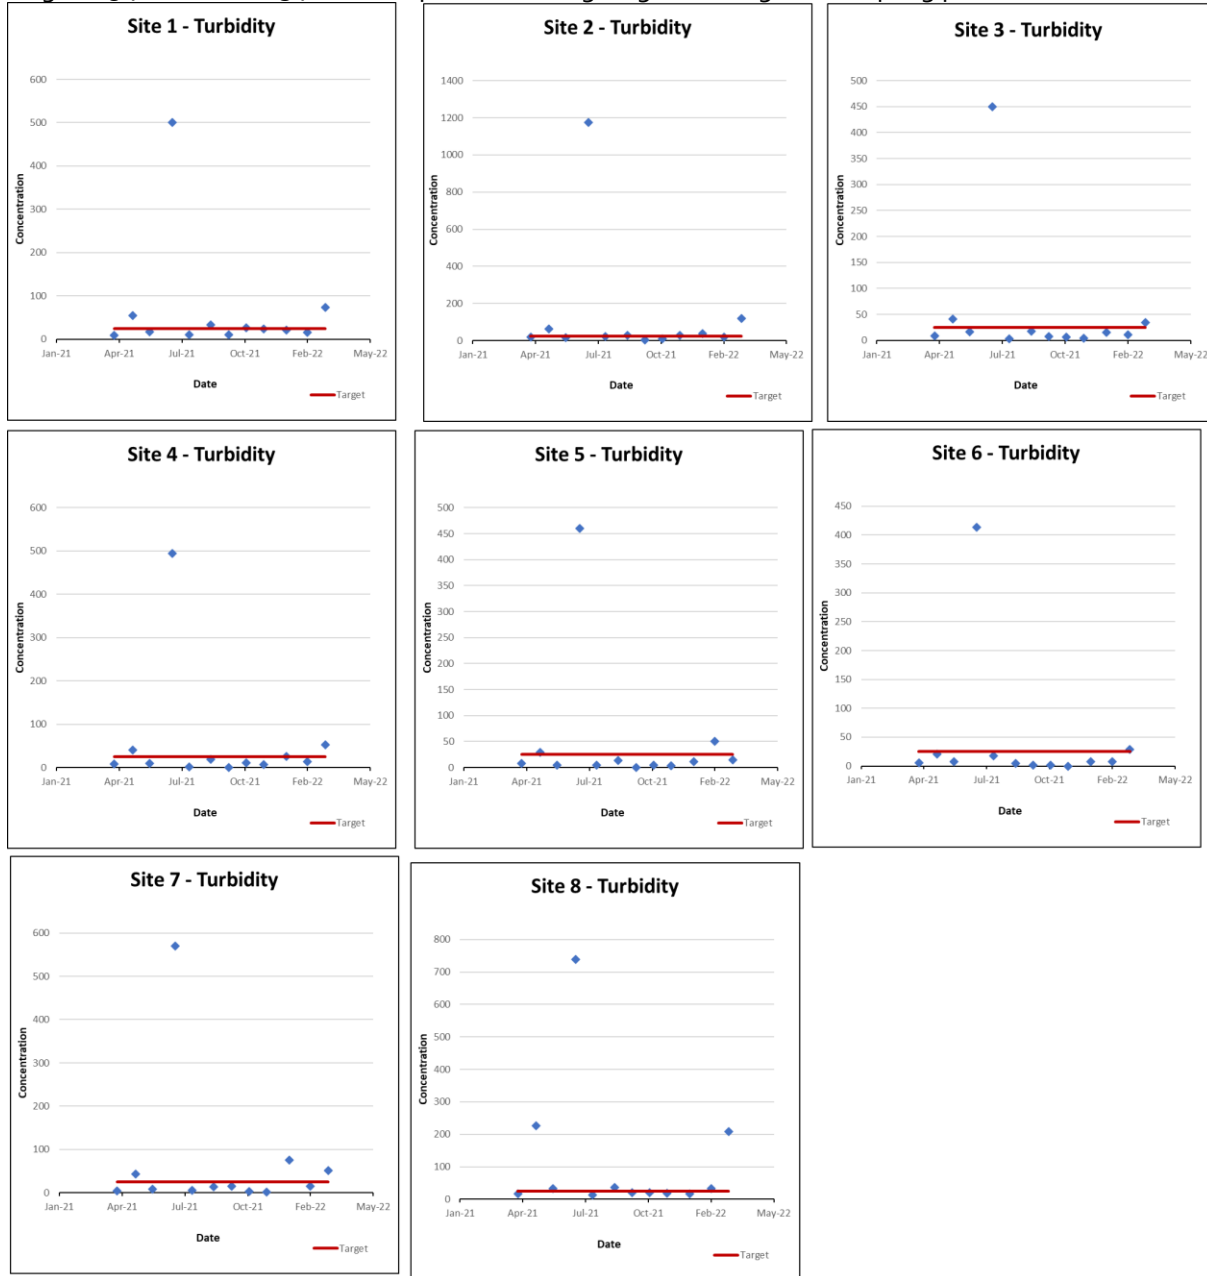 Site 1 - Turbidity
600
500
400
300
200
100
0
Jan-21 Apr-21 Jul-21 Oct-21 Feb-22 May-22
Concentration
Date
Target
Site 2 - Turbidity
1400
1200
1000
800
600
400
200
0
Jan-21 Apr-21 Jul-21 Oct-21 Feb-22 May-22
Concentration
Date
Target
Site 3 - Turbidity
500
450
400
350
300
250
200
150
100
50
0
Jan-21 Apr-21 Jul-21 Oct-21 Feb-22 May-22
Concentration
Date
Target
Site 4 - Turbidity
600
500
400
300
200
100
0
Jan-21 Apr-21 Jul-21 Oct-21 Feb-22 May-22
Concentration
Date
Target
Site 5 - Turbidity
500
450
400
350
300
250
200
150
100
50
0
Jan-21 Apr-21 Jul-21 Oct-21 Feb-22 May-22
Concentration
Date
Target
Site 6 - Turbidity
450
400
350
300
250
200
150
100
50
0
Jan-21 Apr-21 Jul-21 Oct-21 Feb-22 May-22
Concentration
Date
Target
Site 7 - Turbidity
600
500
400
300
200
100
0
Jan-21 Apr-21 Jul-21 Oct-21 Feb-22 May-22
Concentration
Date
Target
Site 8 - Turbidity
800
700
600
500
400
300
200
100
0
Jan-21 Apr-21 Jul-21 Oct-21 Feb-22 May-22
Concentration
Date
Target